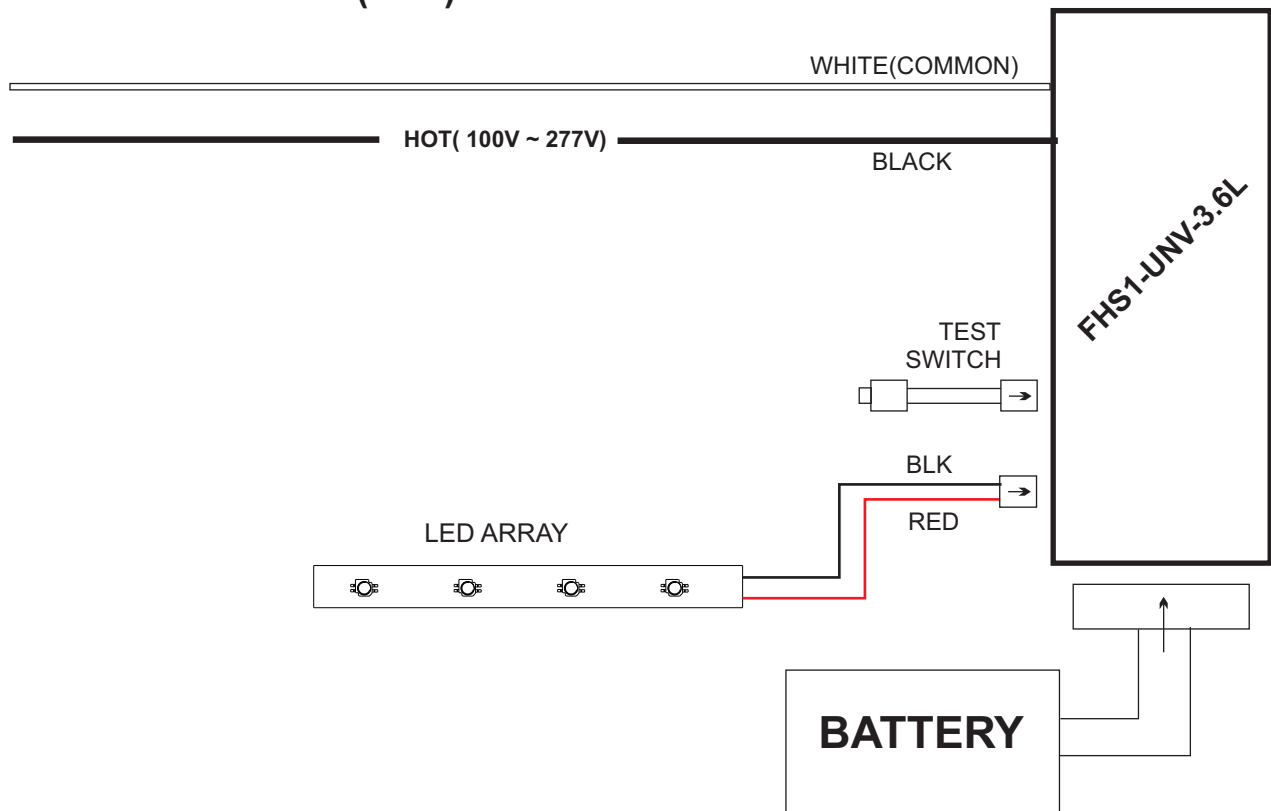 WHITE(COMMON)
HOT( 100V ~ 277V)
BLACK
FHS1-UNV-3.6L
TEST
SWITCH
BLK
RED
LED ARRAY
BATTERY